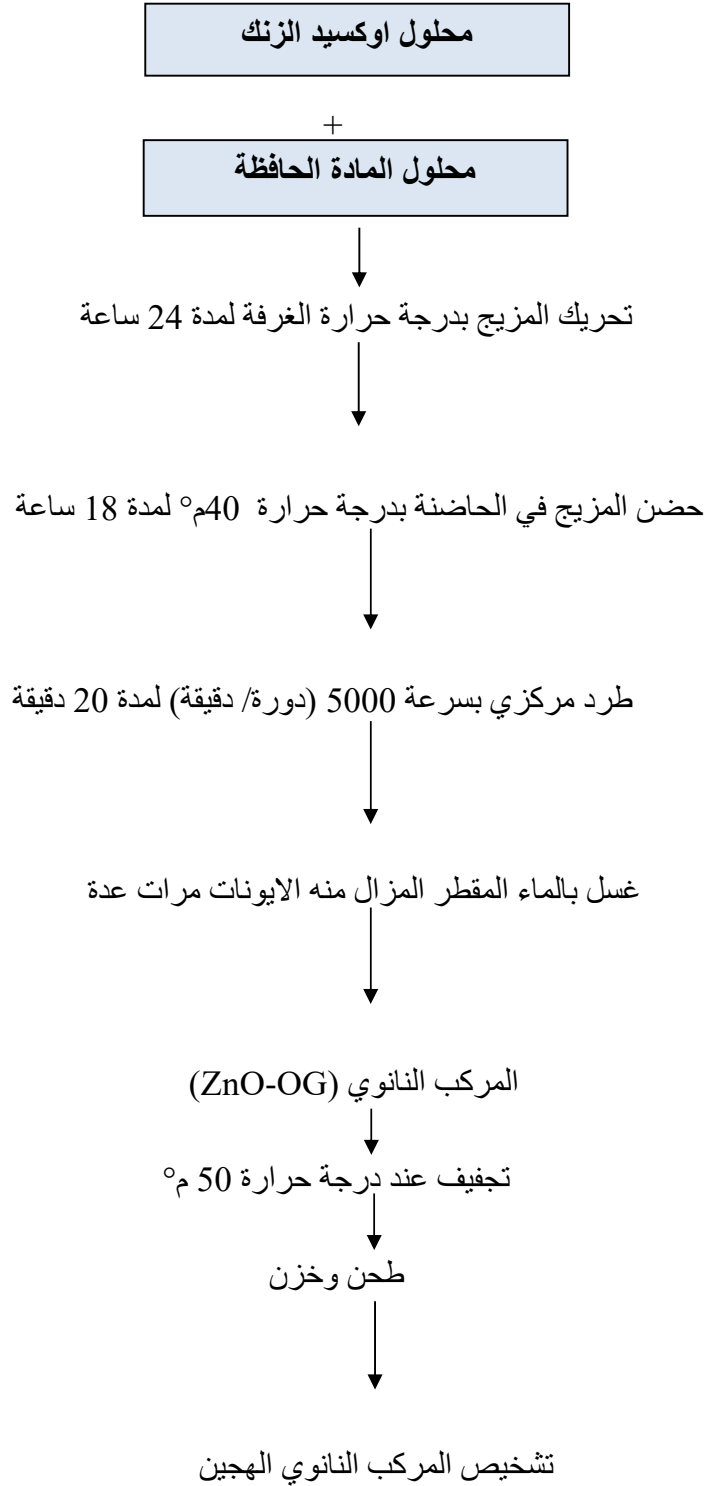 محلول اوكسيد الزنك
+
محلول المادة الحافظة
تحريك المزيج بدرجة حرارة الغرفة لمدة 24 ساعة
حضن المزيج في الحاضنة بدرجة حرارة 40م° لمدة 18 ساعة
طرد مركزي بسرعة 5000 (دورة/ دقيقة) لمدة 20 دقيقة
غسل بالماء المقطر المزال منه الايونات مرات عدة
المركب النانوي (ZnO-OG)
تجفيف عند درجة حرارة 50 م°
طحن وخزن
تشخيص المركب النانوي الهجين